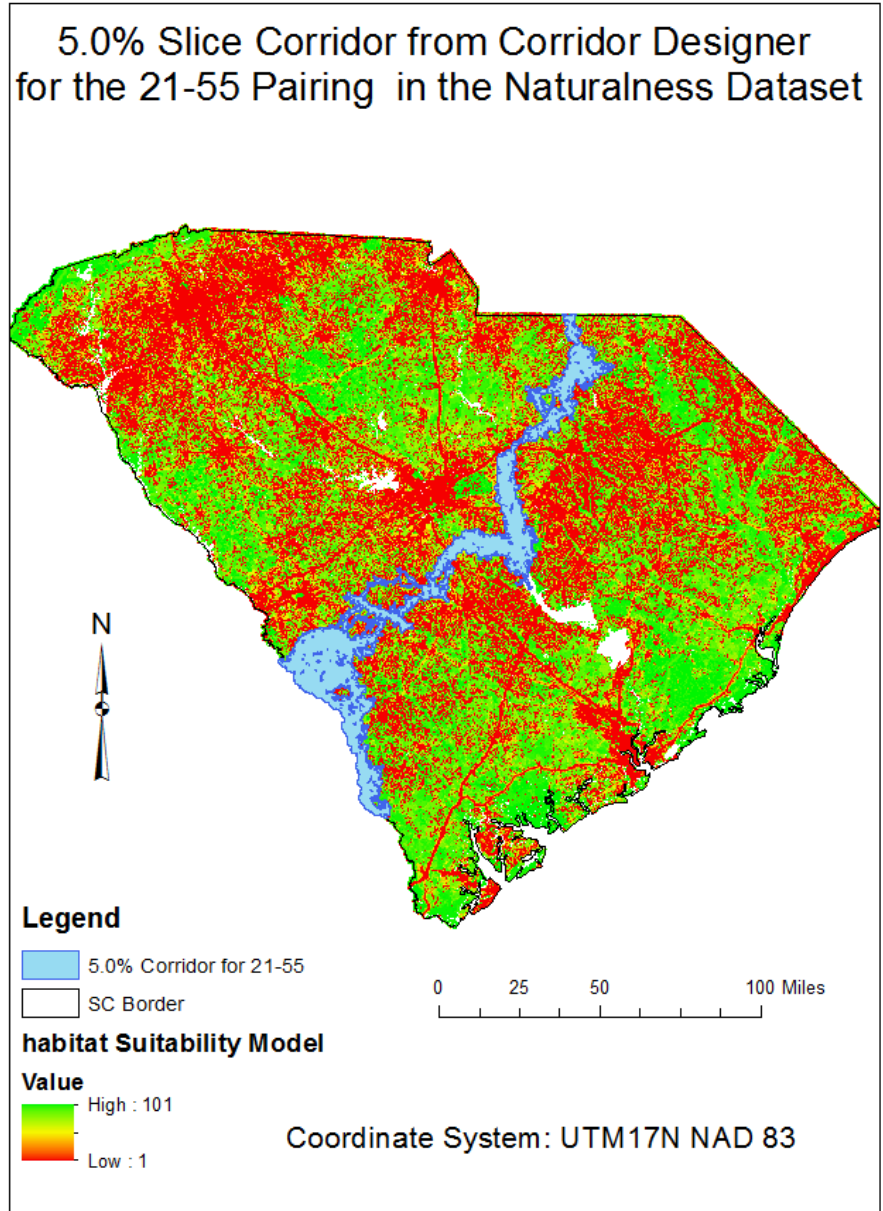 5.0% Slice Corridor from Corridor Designer
for the 21-55 Pairing in the Naturalness Dataset
N
Legend
5.0% Corridor for 21-55
SC Border
0 25 50 100 Miles
habitat Suitability Model
Value
High : 101
Low : 1
Coordinate System: UTM17N NAD 83